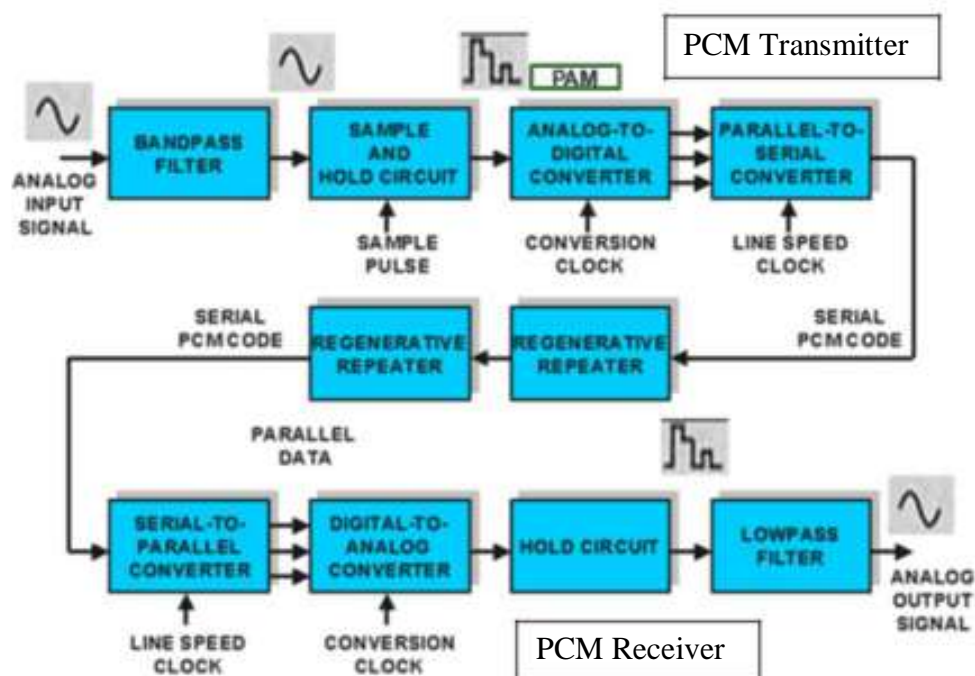 PCM Transmitter
PAM
ANALOG
INPUT
SIGNAL
BANDPASS
FILTER
SAMPLE
AND
HOLD CIRCUIT
ANALOG-TO-
DIGITAL
CONVERTER
PARALLEL-TO-
SERIAL
CONVERTER
SAMPLE
PULSE
CONVERSION
CLOCK
LINE SPEED
CLOCK
SERIAL
PCM CODE
REGENERATIVE
REPEATER
REGENERATIVE
REPEATER
SERIAL
PCM CODE
PARALLEL
DATA
SERIAL-TO-
PARALLEL
CONVERTER
DIGITAL-TO-
ANALOG
CONVERTER
HOLD CIRCUIT
LOWPASS
FILTER
ANALOG
OUTPUT
SIGNAL
LINE SPEED
CLOCK
CONVERSION
CLOCK
PCM Receiver